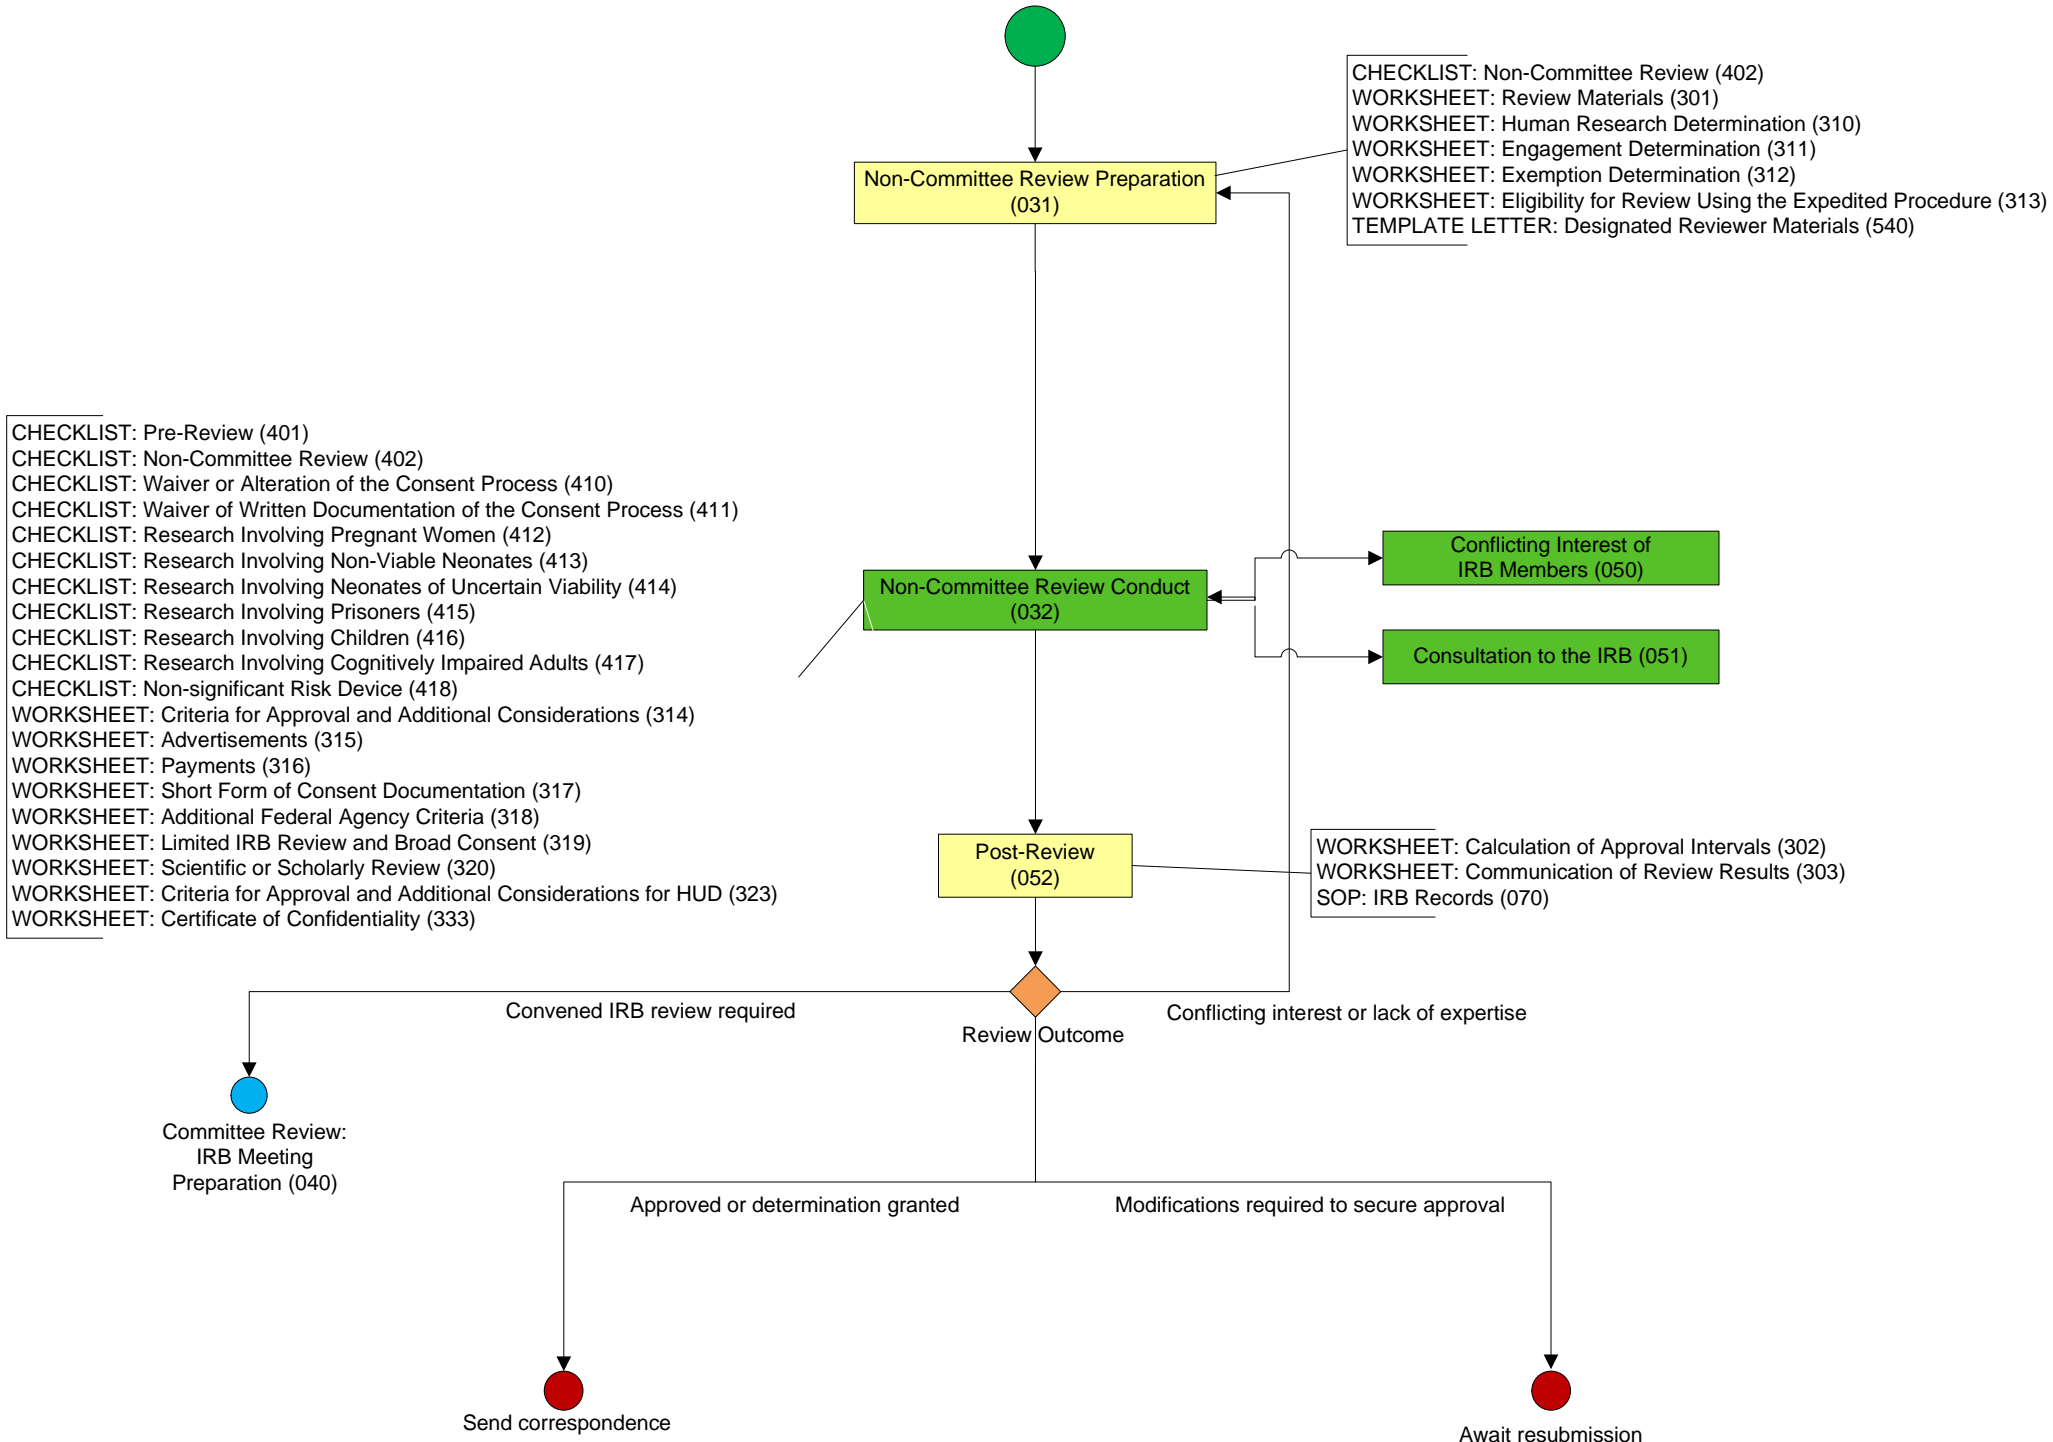 CHECKLIST: Non-Committee Review (402)
WORKSHEET: Review Materials (301)
WORKSHEET: Human Research Determination (310)
WORKSHEET: Engagement Determination (311)
WORKSHEET: Exemption Determination (312)
WORKSHEET: Eligibility for Review Using the Expedited Procedure (313)
TEMPLATE LETTER: Designated Reviewer Materials (540)
Non-Committee Review Preparation
(031)
CHECKLIST: Pre-Review (401)
CHECKLIST: Non-Committee Review (402)
CHECKLIST: Waiver or Alteration of the Consent Process (410)
CHECKLIST: Waiver of Written Documentation of the Consent Process (411)
CHECKLIST: Research Involving Pregnant Women (412)
CHECKLIST: Research Involving Non-Viable Neonates (413)
CHECKLIST: Research Involving Neonates of Uncertain Viability (414)
CHECKLIST: Research Involving Prisoners (415)
CHECKLIST: Research Involving Children (416)
CHECKLIST: Research Involving Cognitively Impaired Adults (417)
CHECKLIST: Non-significant Risk Device (418)
WORKSHEET: Criteria for Approval and Additional Considerations (314)
WORKSHEET: Advertisements (315)
WORKSHEET: Payments (316)
WORKSHEET: Short Form of Consent Documentation (317)
WORKSHEET: Additional Federal Agency Criteria (318)
WORKSHEET: Limited IRB Review and Broad Consent (319)
WORKSHEET: Scientific or Scholarly Review (320)
WORKSHEET: Criteria for Approval and Additional Considerations for HUD (323)
WORKSHEET: Certificate of Confidentiality (333)
Non-Committee Review Conduct
(032)
Conflicting Interest of
IRB Members (050)
Consultation to the IRB (051)
Post-Review
(052)
WORKSHEET: Calculation of Approval Intervals (302)
WORKSHEET: Communication of Review Results (303)
SOP: IRB Records (070)
Convened IRB review required
Conflicting interest or lack of expertise
Review Outcome
Committee Review:
IRB Meeting
Preparation (040)
Approved or determination granted
Modifications required to secure approval
Send correspondence
Await resubmission